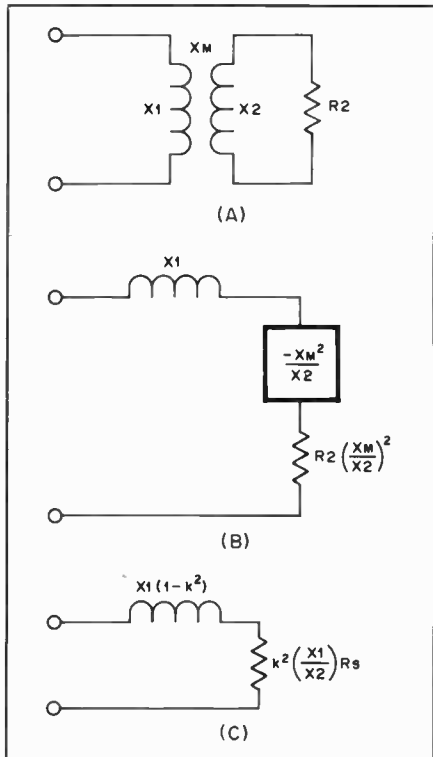 XM
X1 X2 R2
(A)
X1
-XM²
X2
R2 (XM/X2)²
(B)
X1 (1-k²)
k² (X1/X2) Rs
(C)